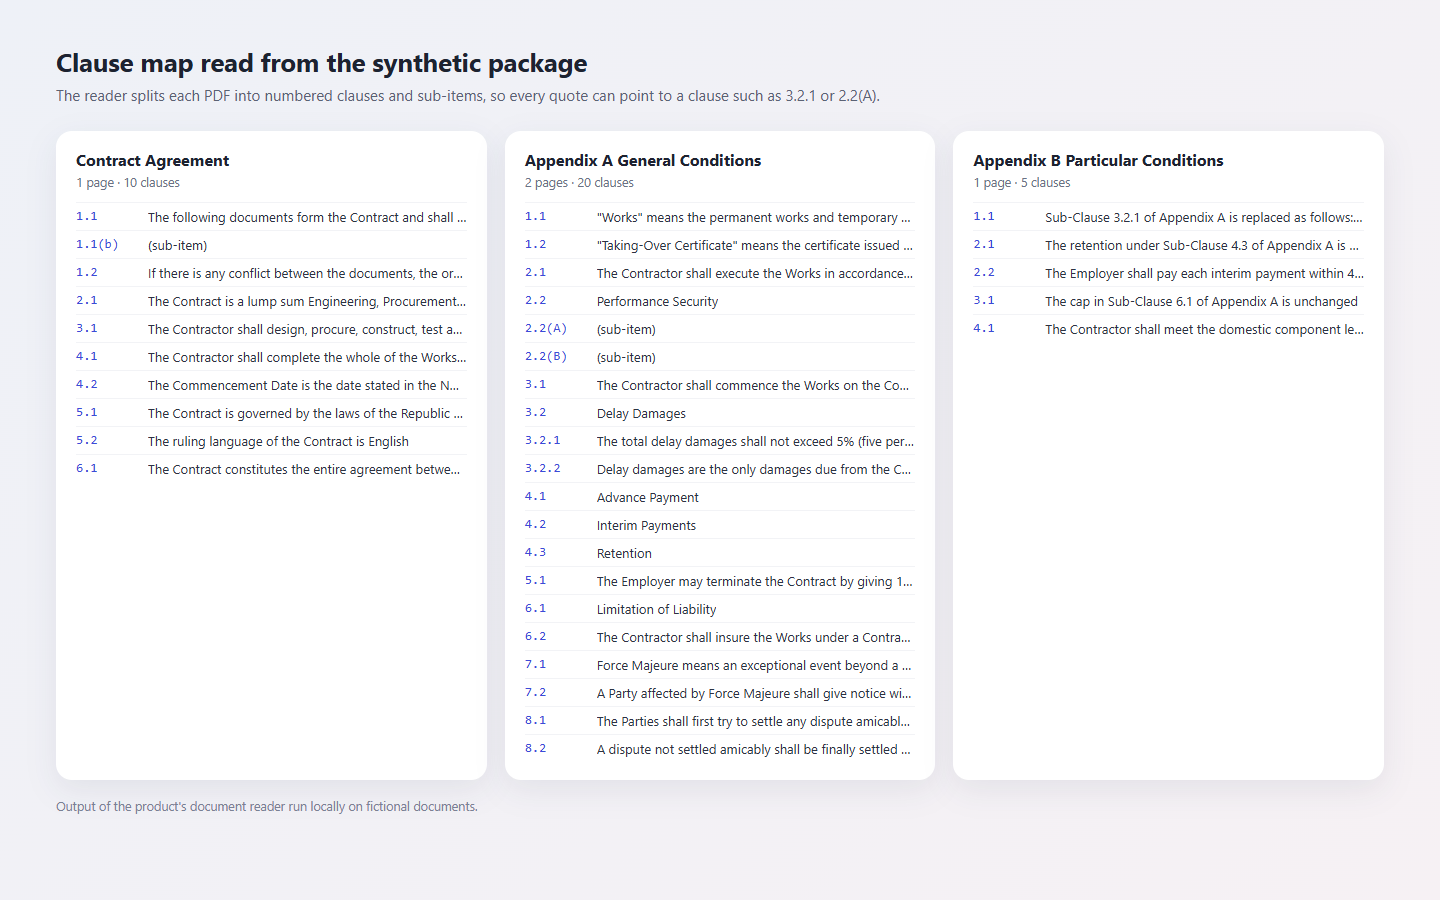 Clause map read from the synthetic package
The reader splits each PDF into numbered clauses and sub-items, so every quote can point to a clause such as 3.2.1 or 2.2(A).
Contract Agreement
1 page · 10 clauses
1.1 The following documents form the Contract and shall ...
1.1(b) (sub-item)
1.2 If there is any conflict between the documents, the or...
2.1 The Contract is a lump sum Engineering, Procurement...
3.1 The Contractor shall design, procure, construct, test a...
4.1 The Contractor shall complete the whole of the Works...
4.2 The Commencement Date is the date stated in the N...
5.1 The Contract is governed by the laws of the Republic ...
5.2 The ruling language of the Contract is English
6.1 The Contract constitutes the entire agreement betwe...
Appendix A General Conditions
2 pages · 20 clauses
1.1 "Works" means the permanent works and temporary ...
1.2 "Taking-Over Certificate" means the certificate issued ...
2.1 The Contractor shall execute the Works in accordance...
2.2 Performance Security
2.2(A) (sub-item)
2.2(B) (sub-item)
3.1 The Contractor shall commence the Works on the Co...
3.2 Delay Damages
3.2.1 The total delay damages shall not exceed 5% (five per...
3.2.2 Delay damages are the only damages due from the C...
4.1 Advance Payment
4.2 Interim Payments
4.3 Retention
5.1 The Employer may terminate the Contract by giving 1...
6.1 Limitation of Liability
6.2 The Contractor shall insure the Works under a Contra...
7.1 Force Majeure means an exceptional event beyond a ...
7.2 A Party affected by Force Majeure shall give notice wi...
8.1 The Parties shall first try to settle any dispute amicabl...
8.2 A dispute not settled amicably shall be finally settled ...
Appendix B Particular Conditions
1 page · 5 clauses
1.1 Sub-Clause 3.2.1 of Appendix A is replaced as follows:...
2.1 The retention under Sub-Clause 4.3 of Appendix A is ...
2.2 The Employer shall pay each interim payment within 4...
3.1 The cap in Sub-Clause 6.1 of Appendix A is unchanged
4.1 The Contractor shall meet the domestic component le...
Output of the product's document reader run locally on fictional documents.